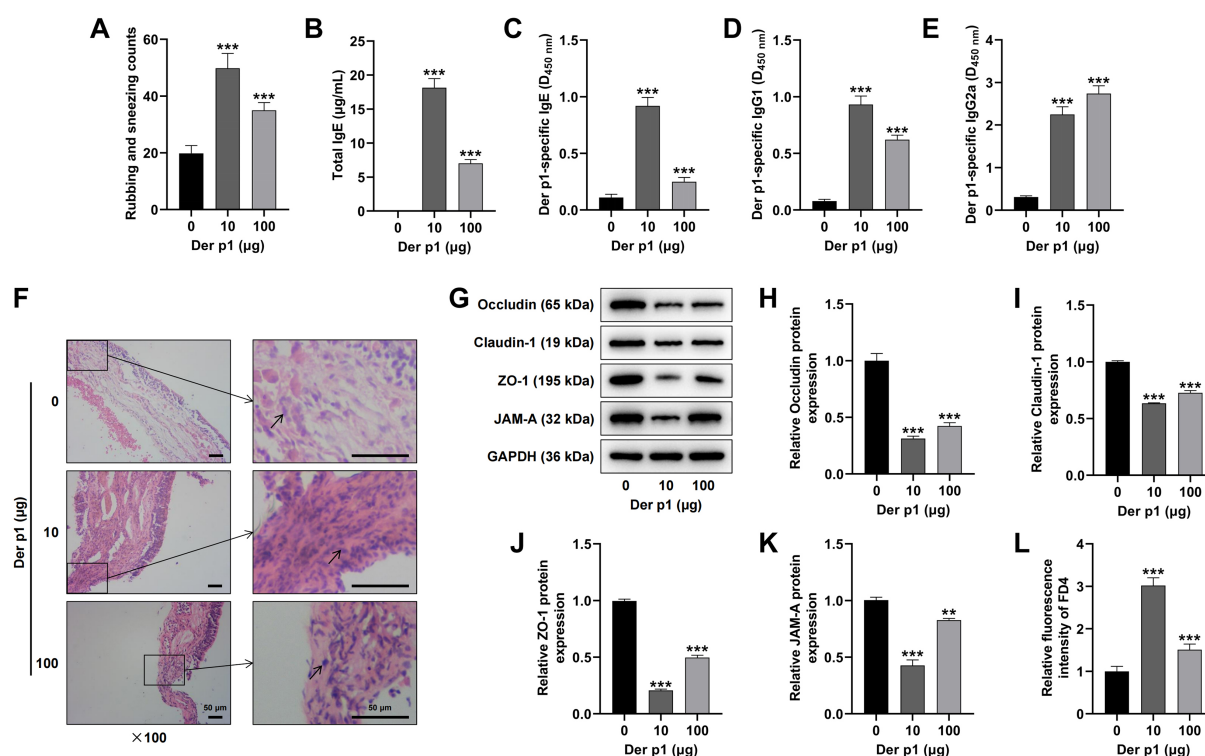 A
Rubbing and sneezing counts
60
40
20
0
***
***
0 10 100
Der p1 (μg)
B
Total IgE (μg/mL)
25
20
15
10
5
0
***
***
0 10 100
Der p1 (μg)
C
Der p1-specific IgE (D450 nm)
1.5
1.0
0.5
0.0
***
***
0 10 100
Der p1 (μg)
D
Der p1-specific IgG1 (D450 nm)
1.5
1.0
0.5
0.0
***
***
0 10 100
Der p1 (μg)
E
Der p1-specific IgG2a (D450 nm)
4
3
2
1
0
***
***
0 10 100
Der p1 (μg)
F
Der p1 (μg)
0
10
100
50 μm
50 μm
×100
G
Occludin (65 kDa)
Claudin-1 (19 kDa)
ZO-1 (195 kDa)
JAM-A (32 kDa)
GAPDH (36 kDa)
0 10 100
Der p1 (μg)
H
Relative Occludin protein
expression
1.5
1.0
0.5
0.0
***
***
0 10 100
Der p1 (μg)
I
Relative Claudin-1 protein
expression
1.5
1.0
0.5
0.0
***
***
0 10 100
Der p1 (μg)
J
Relative ZO-1 protein
expression
1.5
1.0
0.5
0.0
***
***
0 10 100
Der p1 (μg)
K
Relative JAM-A protein
expression
1.5
1.0
0.5
0.0
***
**
0 10 100
Der p1 (μg)
L
Relative fluorescence
intensity of FD4
4
3
2
1
0
***
***
0 10 100
Der p1 (μg)